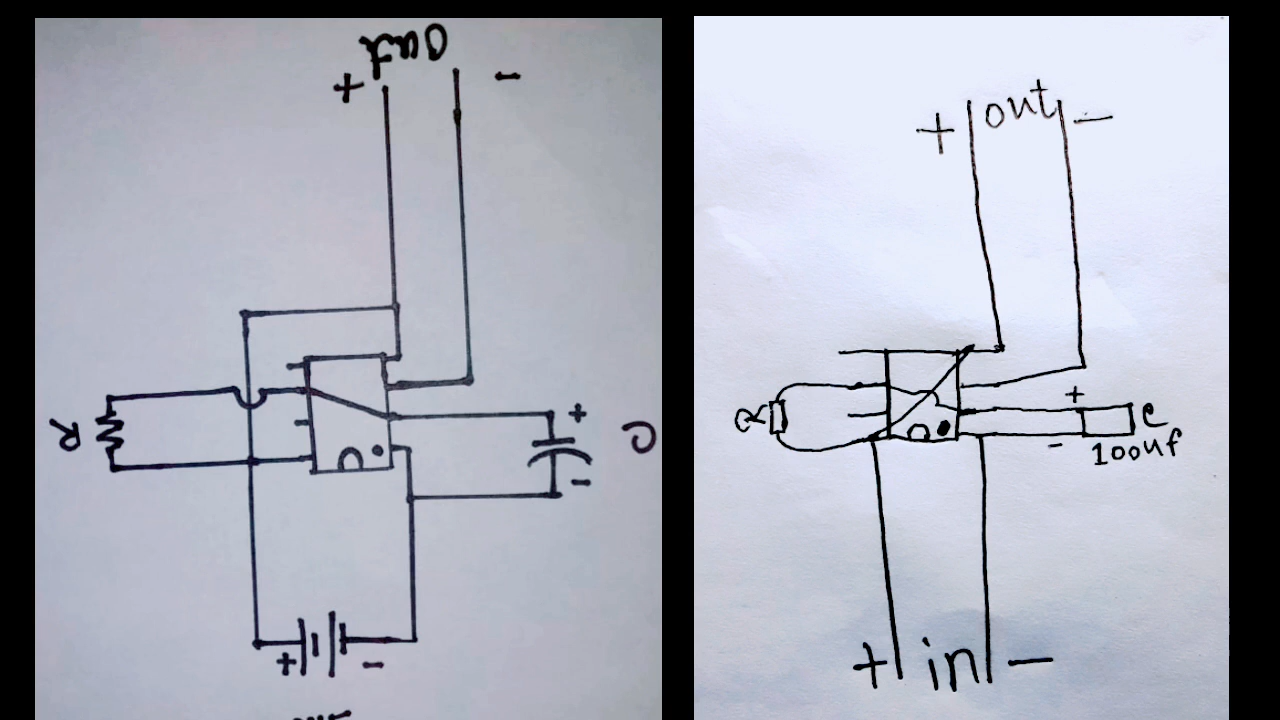 out
+ -
R
+
C
-
+ -
+ out -
R
+
C
-
100uf
+ in -